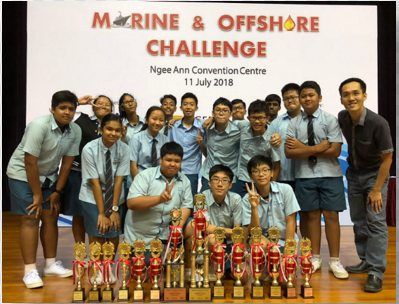 MARINE & OFFSHORE
CHALLENGE
Ngee Ann Convention Centre
11 July 2018